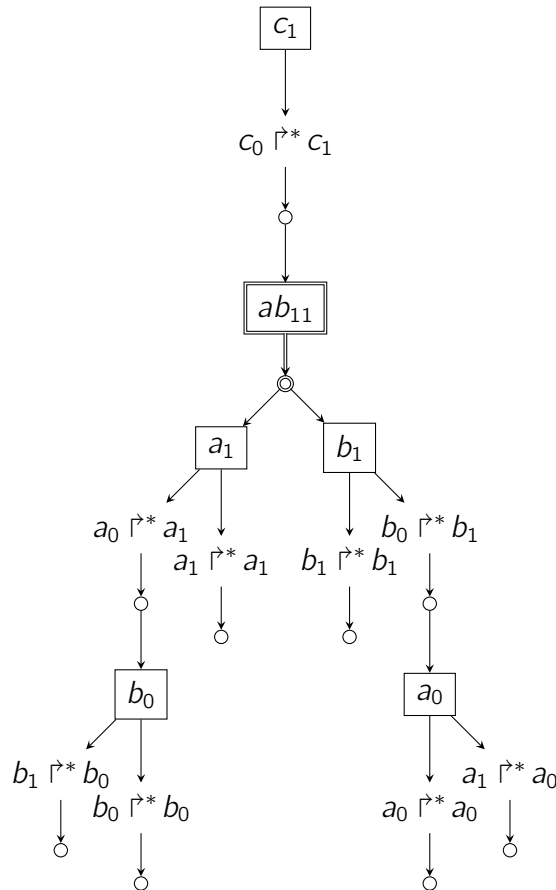 c₁
c₀ ↱* c₁
ab₁₁
a₁ b₁
a₀ ↱* a₁ b₀ ↱* b₁
a₁ ↱* a₁ b₁ ↱* b₁
b₀ a₀
b₁ ↱* b₀ a₁ ↱* a₀
b₀ ↱* b₀ a₀ ↱* a₀